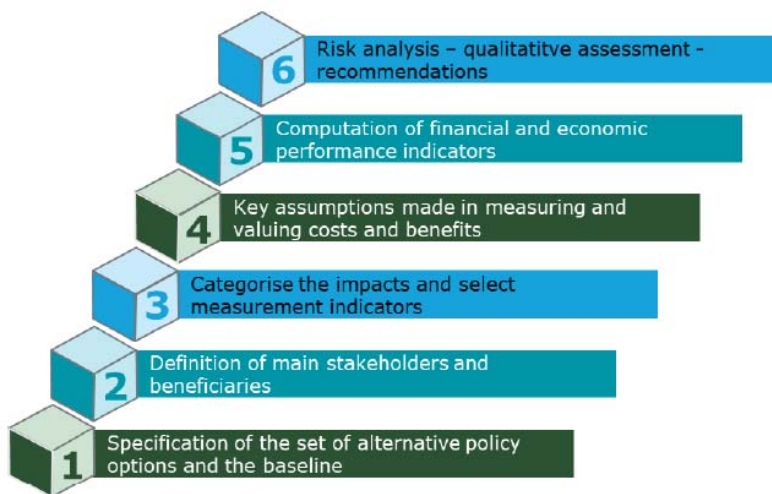 6
Risk analysis – qualitatitve assessment -
recommendations
5
Computation of financial and economic
performance indicators
4
Key assumptions made in measuring and
valuing costs and benefits
3
Categorise the impacts and select
measurement indicators
2
Definition of main stakeholders and
beneficiaries
1
Specification of the set of alternative policy
options and the baseline